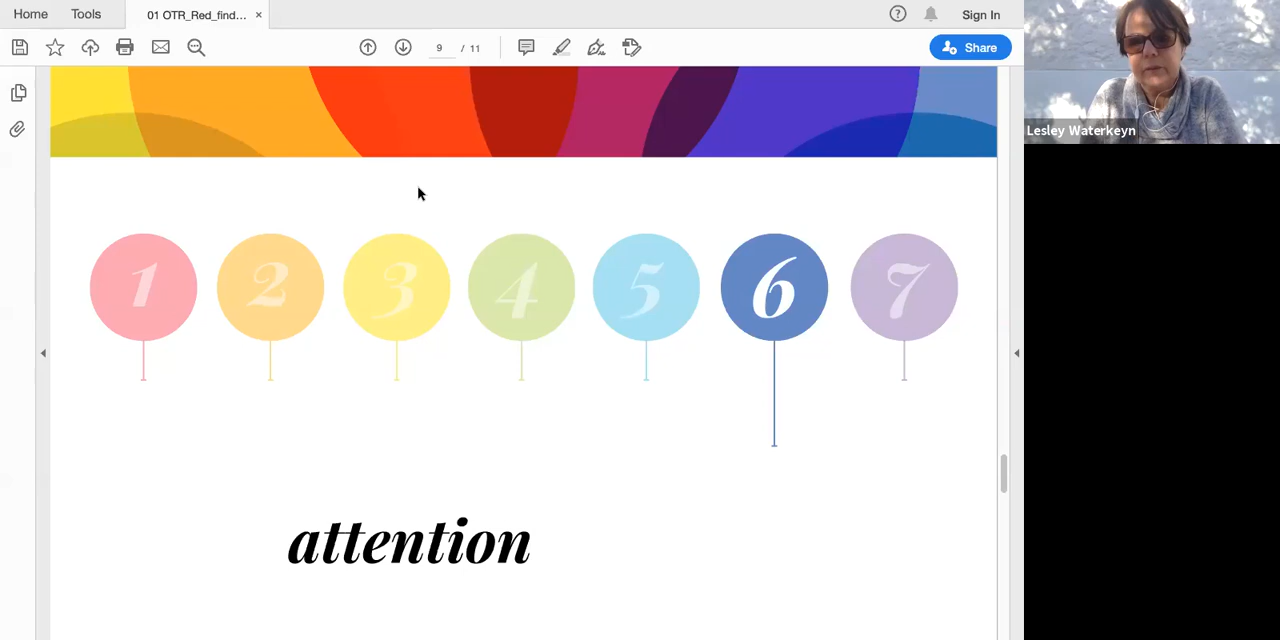 Home Tools 01 OTR_Red_find... × Sign In
9 / 11 Share
Lesley Waterkeyn
1 2 3 4 5 6 7
attention